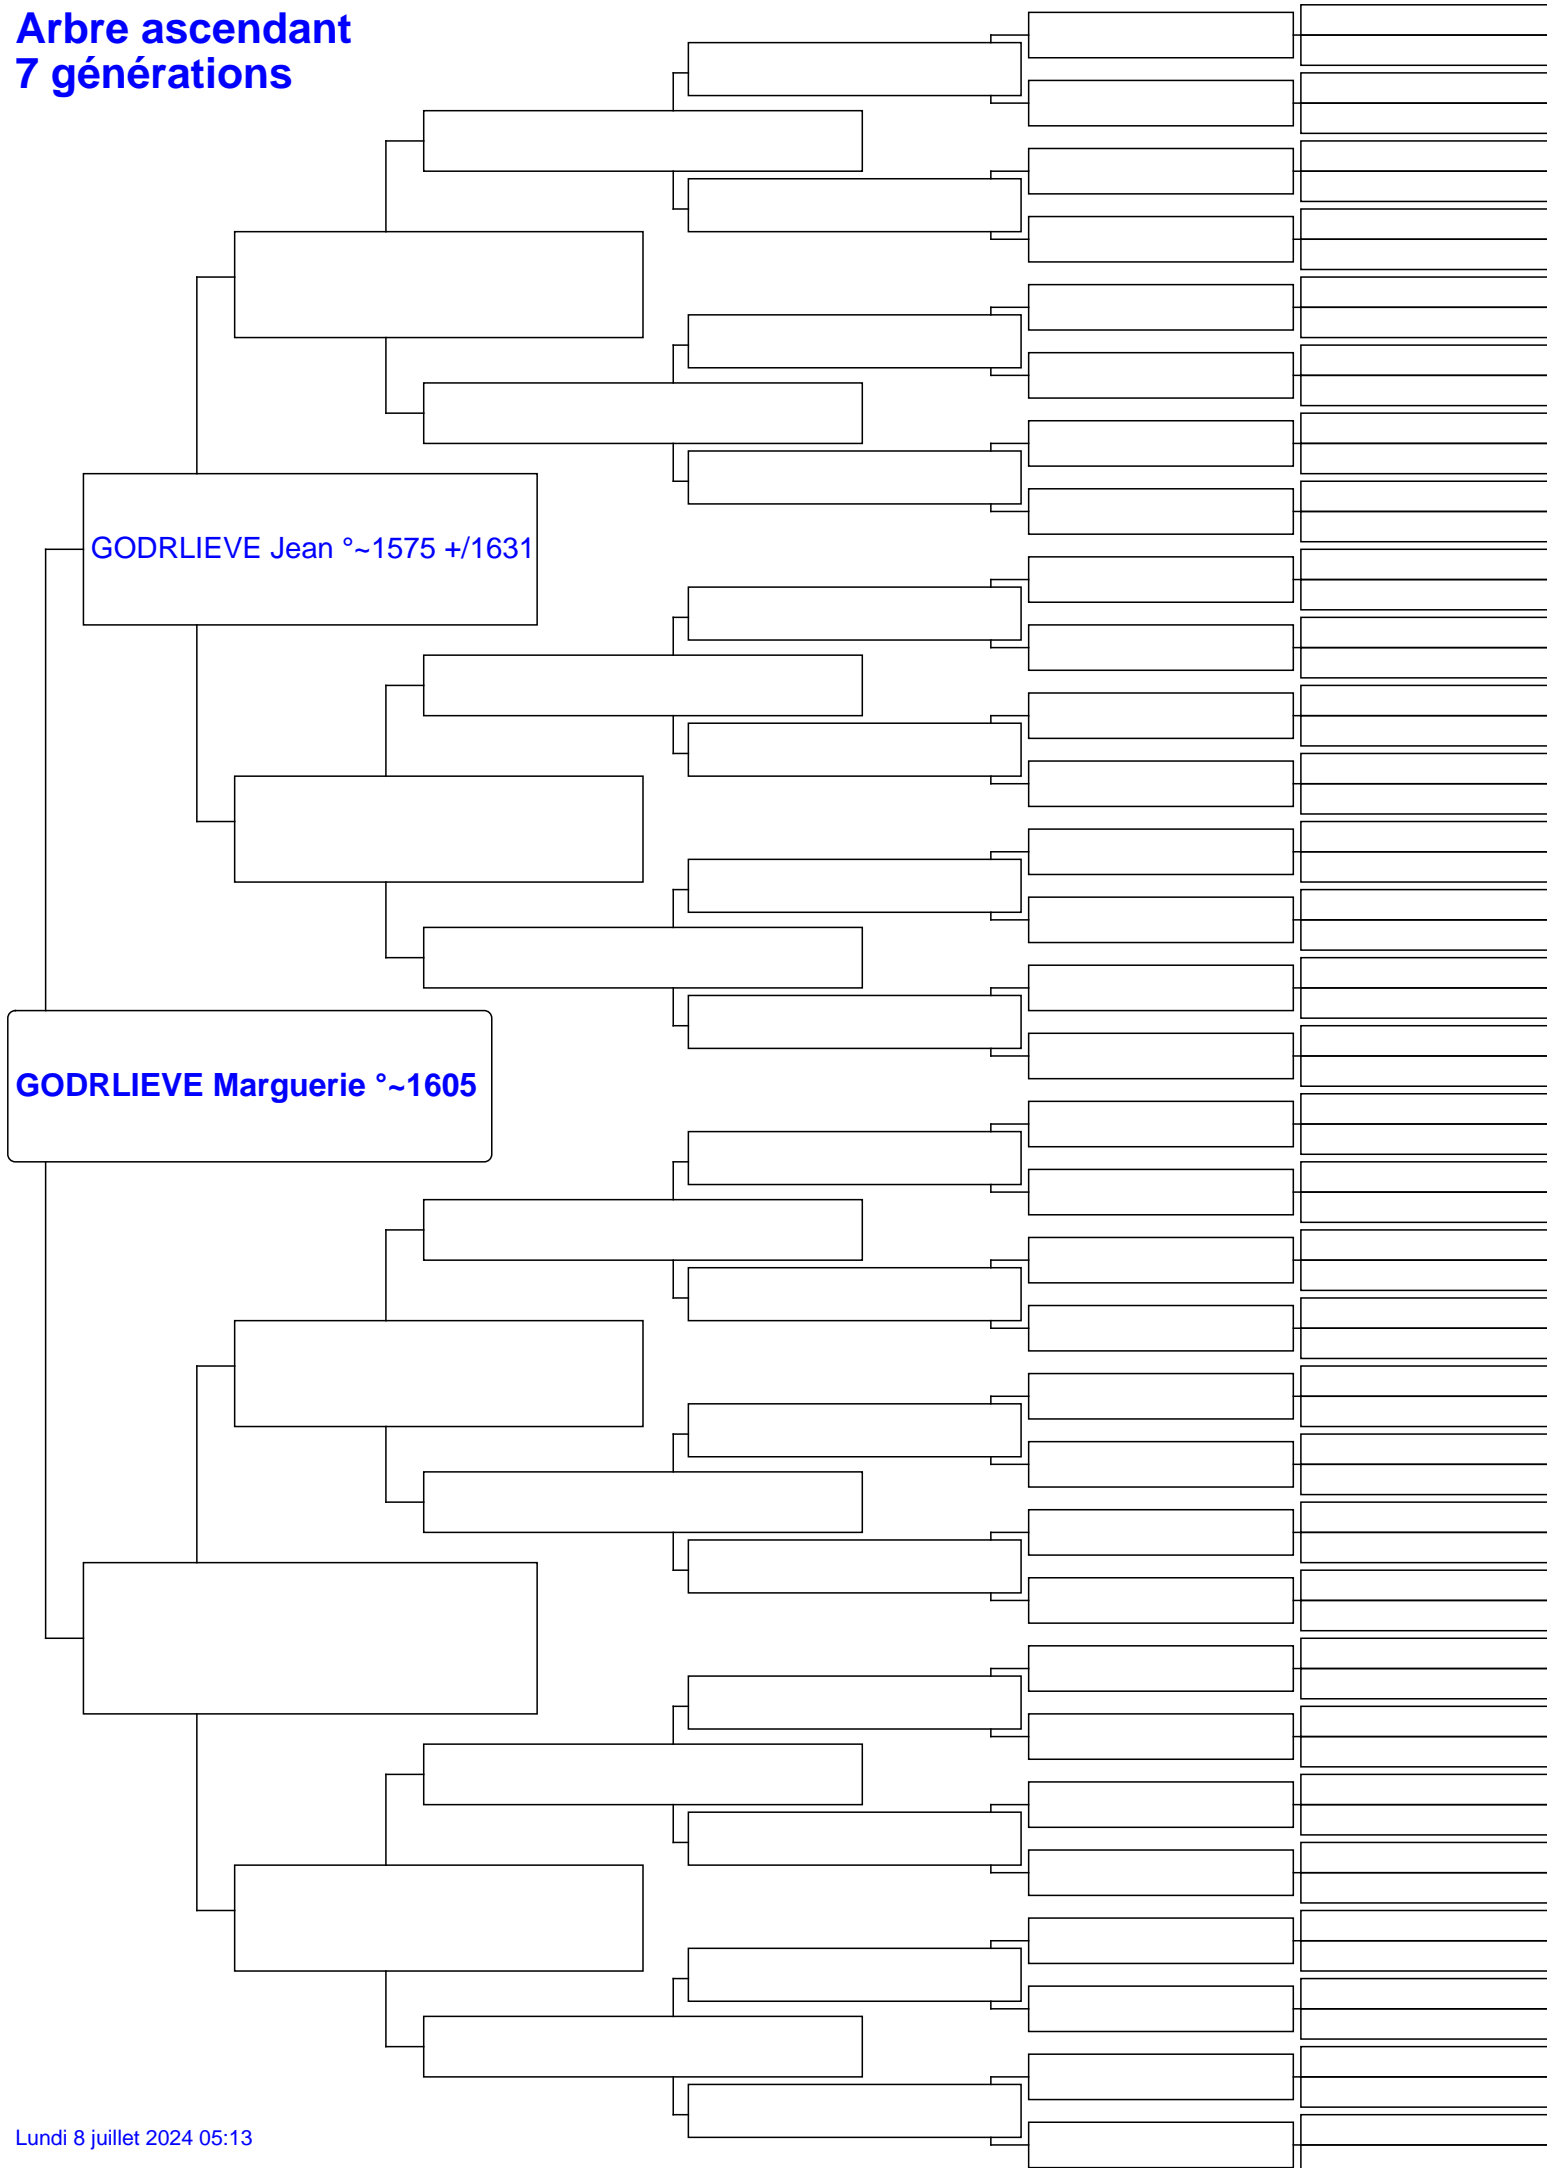 Arbre ascendant
7 générations
GODRLIEVE Jean °~1575 +/1631
GODRLIEVE Marguerie °~1605
Lundi 8 juillet 2024 05:13